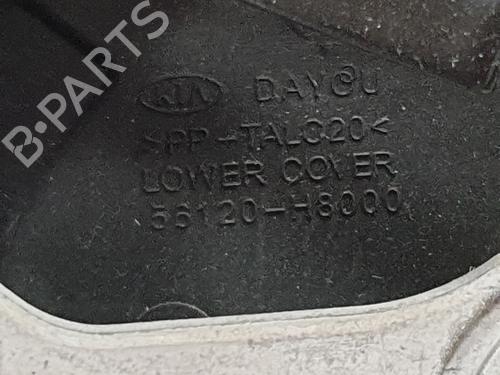 B-PARTS
KIA DAYOU
>PP+TALC20<
LOWER COVER
56120-H8000